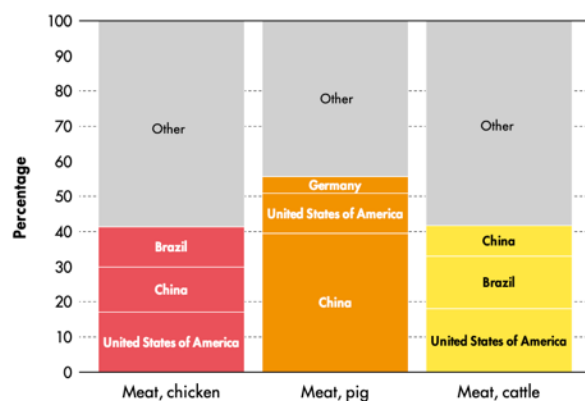 100
90
80
70
60
50
40
30
20
10
0
Percentage
Other
Brazil
China
United States of America
Other
Germany
United States of America
China
Other
China
Brazil
United States of America
Meat, chicken
Meat, pig
Meat, cattle